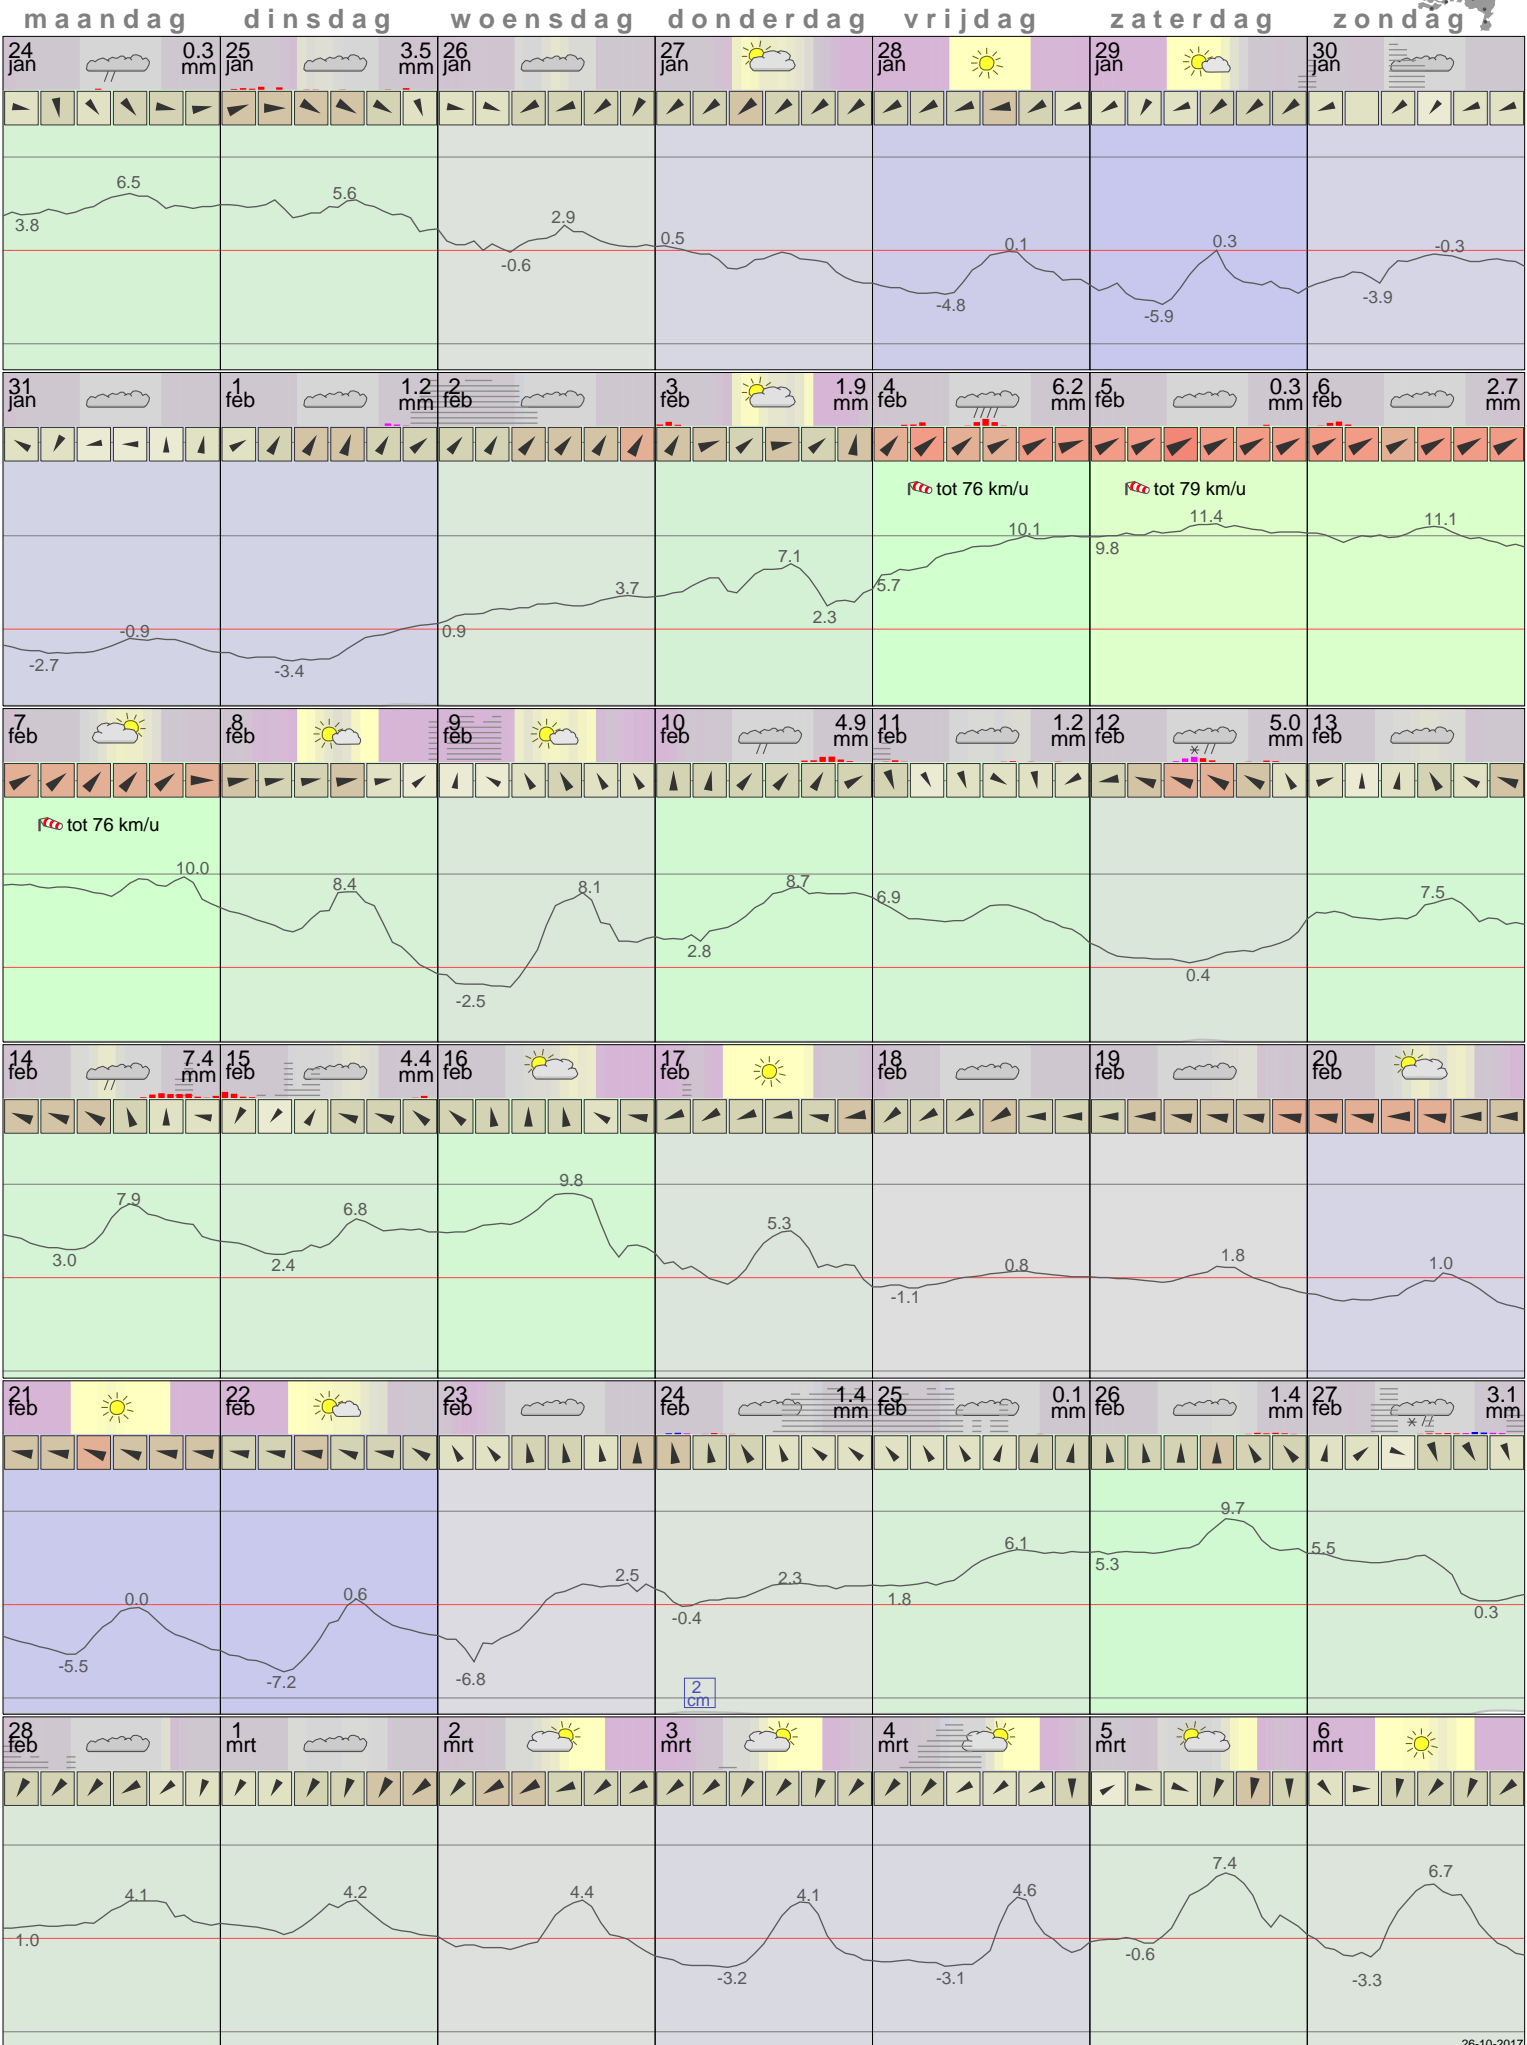 maandag dinsdag woensdag donderdag vrijdag zaterdag zondag
24 jan 0.3 mm 25 jan 3.5 mm 26 jan 27 jan 28 jan 29 jan 30 jan
3.8 6.5 5.6 -0.6 2.9 0.5 -4.8 0.1 -5.9 0.3 -3.9 -0.3
31 jan 1 feb 1.2 mm 2 feb 3 feb 1.9 mm 4 feb 6.2 mm 5 feb 0.3 mm 6 feb 2.7 mm
tot 76 km/u tot 79 km/u
-2.7 -0.9 -3.4 0.9 3.7 7.1 2.3 5.7 10.1 9.8 11.4 11.1
7 feb 8 feb 9 feb 10 feb 4.9 mm 11 feb 1.2 mm 12 feb 5.0 mm 13 feb
tot 76 km/u
10.0 8.4 -2.5 8.1 2.8 8.7 6.9 0.4 7.5
14 feb 7.4 mm 15 feb 4.4 mm 16 feb 17 feb 18 feb 19 feb 20 feb
3.0 7.9 2.4 6.8 9.8 5.3 -1.1 0.8 1.8 1.0
21 feb 22 feb 23 feb 24 feb 1.4 mm 25 feb 0.1 mm 26 feb 1.4 mm 27 feb 3.1 mm
-5.5 0.0 -7.2 0.6 -6.8 2.5 -0.4 2.3 1.8 6.1 5.3 9.7 5.5 0.3
2 cm
28 feb 1 mrt 2 mrt 3 mrt 4 mrt 5 mrt 6 mrt
1.0 4.1 4.2 4.4 -3.2 4.1 -3.1 4.6 -0.6 7.4 -3.3 6.7
26-10-2017